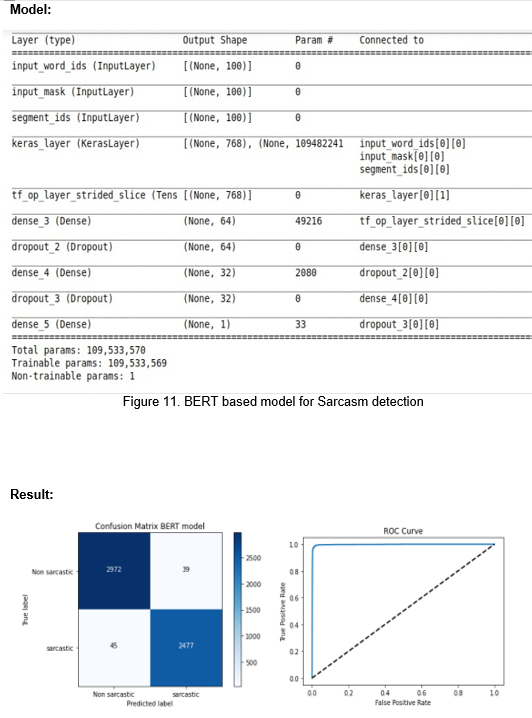 Model:
Layer (type) Output Shape Param # Connected to
input_word_ids (InputLayer) [(None, 100)] 0
input_mask (InputLayer) [(None, 100)] 0
segment_ids (InputLayer) [(None, 100)] 0
keras_layer (KerasLayer) [(None, 768), (None, 109482241 input_word_ids[0][0]
input_mask[0][0]
segment_ids[0][0]
tf_op_layer_strided_slice (Tens [(None, 768)] 0 keras_layer[0][1]
dense_3 (Dense) (None, 64) 49216 tf_op_layer_strided_slice[0][0]
dropout_2 (Dropout) (None, 64) 0 dense_3[0][0]
dense_4 (Dense) (None, 32) 2080 dropout_2[0][0]
dropout_3 (Dropout) (None, 32) 0 dense_4[0][0]
dense_5 (Dense) (None, 1) 33 dropout_3[0][0]
Total params: 109,533,570
Trainable params: 109,533,569
Non-trainable params: 1
Figure 11. BERT based model for Sarcasm detection
Result:
Confusion Matrix BERT model
True label
Non sarcastic
sarcastic
2972 39
45 2477
Non sarcastic sarcastic
Predicted label
2500
2000
1500
1000
500
ROC Curve
True Positive Rate
1.0
0.8
0.6
0.4
0.2
0.0
0.0 0.2 0.4 0.6 0.8 1.0
False Positive Rate